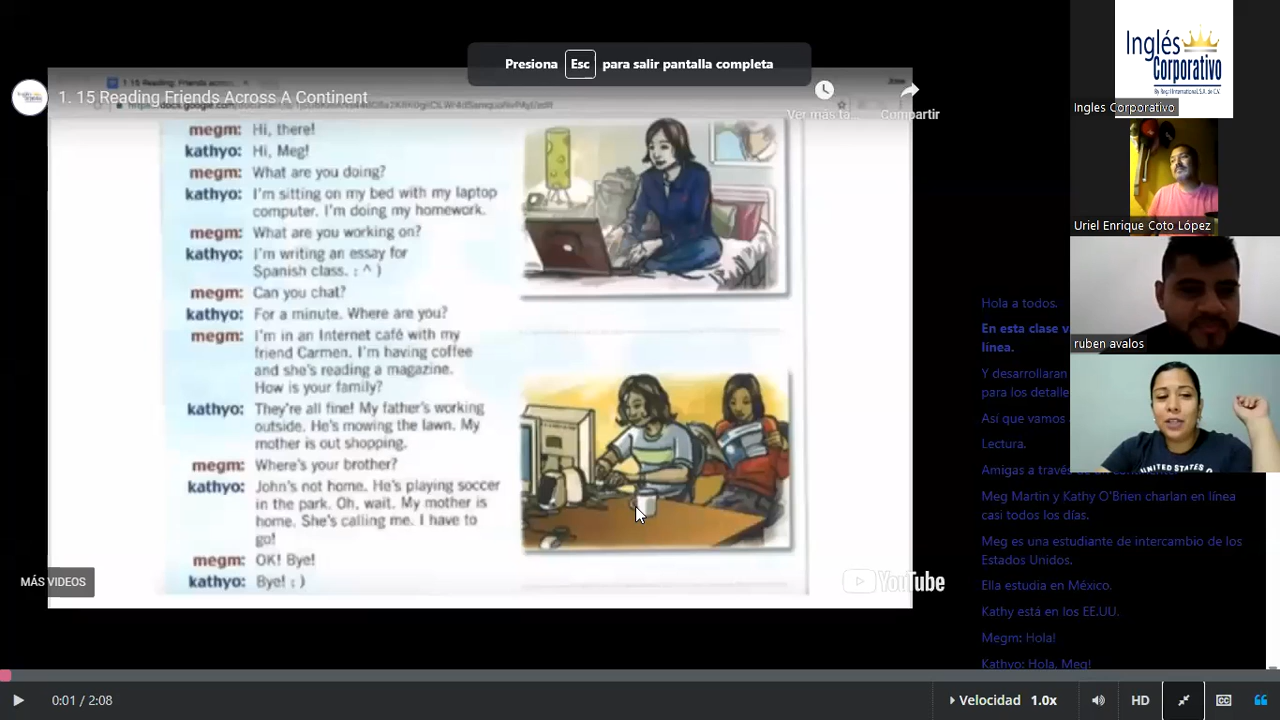 Presiona Esc para salir pantalla completa
1. 15 Reading Friends Across A Continent
Ver más ta...
Compartir
megm: Hi, there!
kathyo: Hi, Meg!
megm: What are you doing?
kathyo: I'm sitting on my bed with my laptop
computer. I'm doing my homework.
megm: What are you working on?
kathyo: I'm writing an essay for
Spanish class. : ^ )
megm: Can you chat?
kathyo: For a minute. Where are you?
megm: I'm in an Internet café with my
friend Carmen. I'm having coffee
and she's reading a magazine.
How is your family?
kathyo: They're all fine! My father's working
outside. He's mowing the lawn. My
mother is out shopping.
megm: Where's your brother?
kathyo: John's not home. He's playing soccer
in the park. Oh, wait. My mother is
home. She's calling me. I have to
go!
megm: OK! Bye!
kathyo: Bye! : )
MÁS VIDEOS
YouTube
Hola a todos.
En esta clase v
línea.
Y desarrollaran
para los detalle
Así que vamos
Lectura.
Amigas a través
Meg Martin y Kathy O'Brien charlan en línea
casi todos los días.
Meg es una estudiante de intercambio de los
Estados Unidos.
Ella estudia en México.
Kathy está en los EE.UU.
Megm: Hola!
Kathyo: Hola, Meg!
Inglés
Corporativo
Ingles Corporativo
Uriel Enrique Coto López
ruben avalos
UNITED STATES
0:01 / 2:08
Velocidad 1.0x
HD
CC